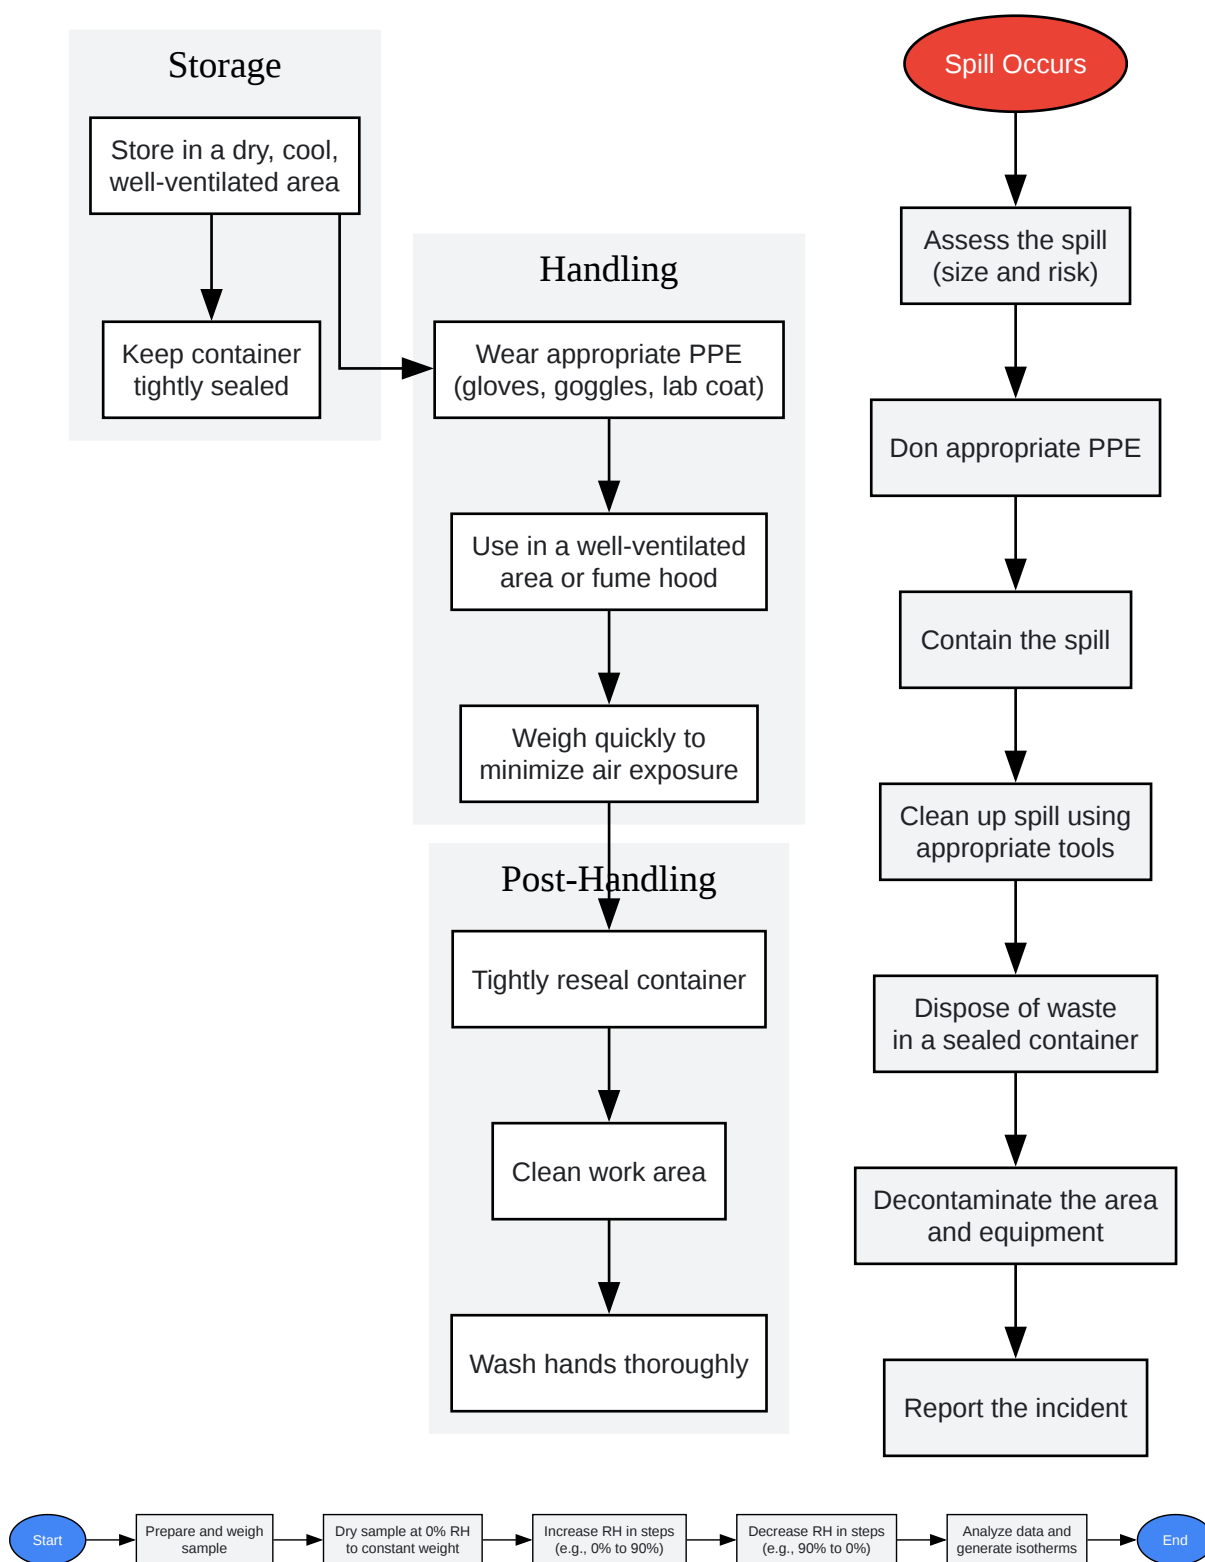 Storage
Store in a dry, cool,
well-ventilated area
Keep container
tightly sealed
Handling
Wear appropriate PPE
(gloves, goggles, lab coat)
Use in a well-ventilated
area or fume hood
Weigh quickly to
minimize air exposure
Post-Handling
Tightly reseal container
Clean work area
Wash hands thoroughly
Spill Occurs
Assess the spill
(size and risk)
Don appropriate PPE
Contain the spill
Clean up spill using
appropriate tools
Dispose of waste
in a sealed container
Decontaminate the area
and equipment
Report the incident
Start
Prepare and weigh
sample
Dry sample at 0% RH
to constant weight
Increase RH in steps
(e.g., 0% to 90%)
Decrease RH in steps
(e.g., 90% to 0%)
Analyze data and
generate isotherms
End